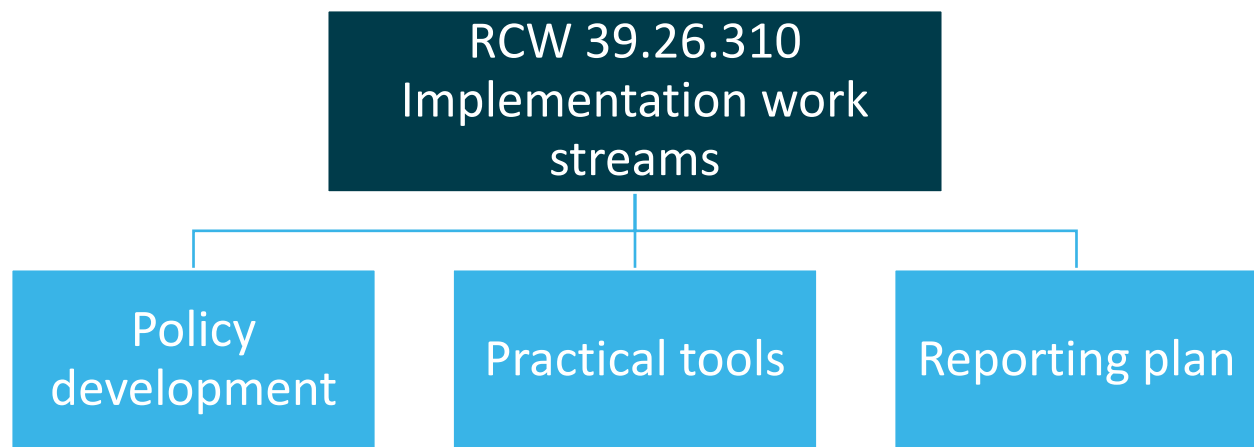 RCW 39.26.310
Implementation work
streams
Policy
development
Practical tools
Reporting plan